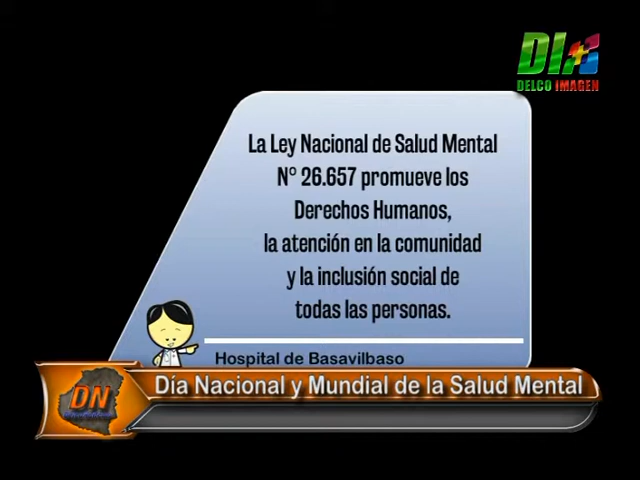 DIA
DELCO IMAGEN
La Ley Nacional de Salud Mental
N° 26.657 promueve los
Derechos Humanos,
la atención en la comunidad
y la inclusión social de
todas las personas.
Hospital de Basavilbaso
DN
Día Nacional y Mundial de la Salud Mental